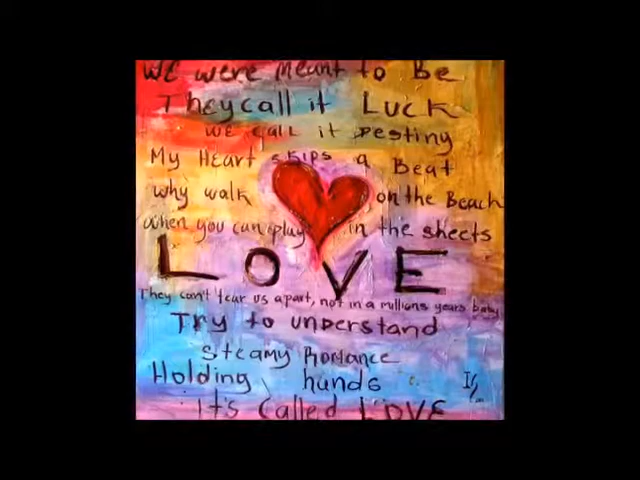 WE were Meant to Be
They call it Luck
WE call it Destiny
My Heart skips a Beat
why walk on the Beach
when you can play in the sheets
LOVE
They can't tear us apart, not in a millions years baby
Try to understand
Steamy Romance
Holding hands
it's called LOVE